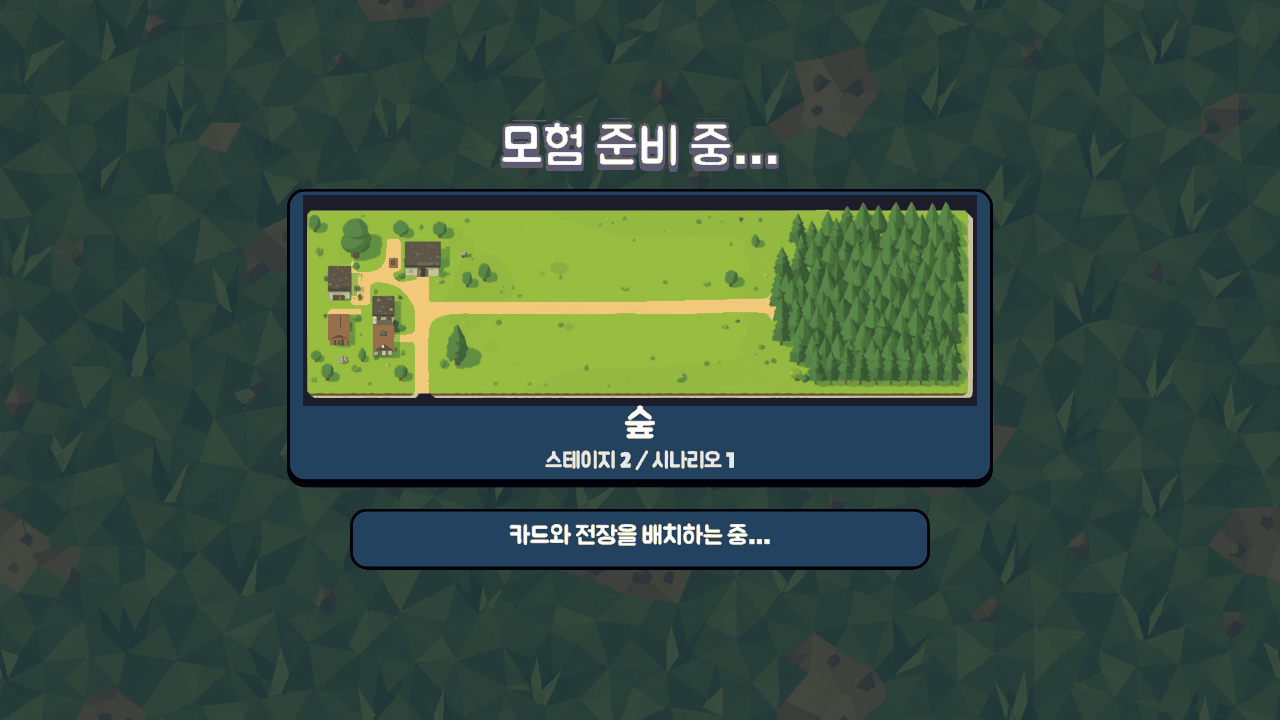 모험 준비 중...
숲
스테이지 2 / 시나리오 1
카드와 전장을 배치하는 중...